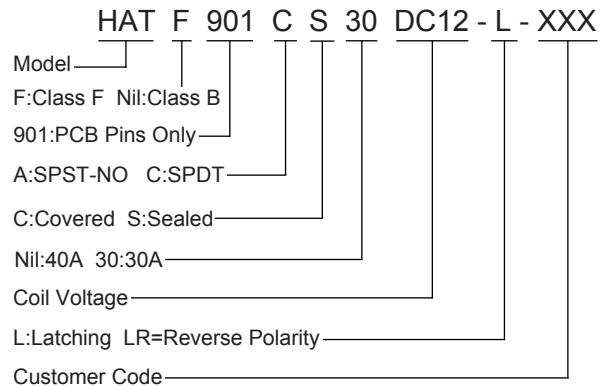 HAT F 901 C S 30 DC12 - L - XXX
Model
F:Class F Nil:Class B
901:PCB Pins Only
A:SPST-NO C:SPDT
C:Covered S:Sealed
Nil:40A 30:30A
Coil Voltage
L:Latching LR=Reverse Polarity
Customer Code